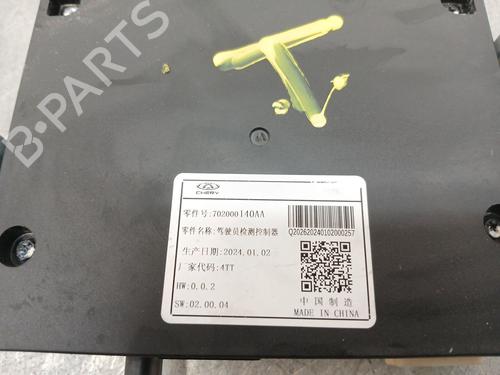 B-PARTS
T
CHERY
零件号:702000140AA
零件名称:驾驶员检测控制器
Q20262024010200257
生产日期:2024.01.02
厂家代码:4TT
HW:0.0.2
SW:02.00.04
中国制造
MADE IN CHINA